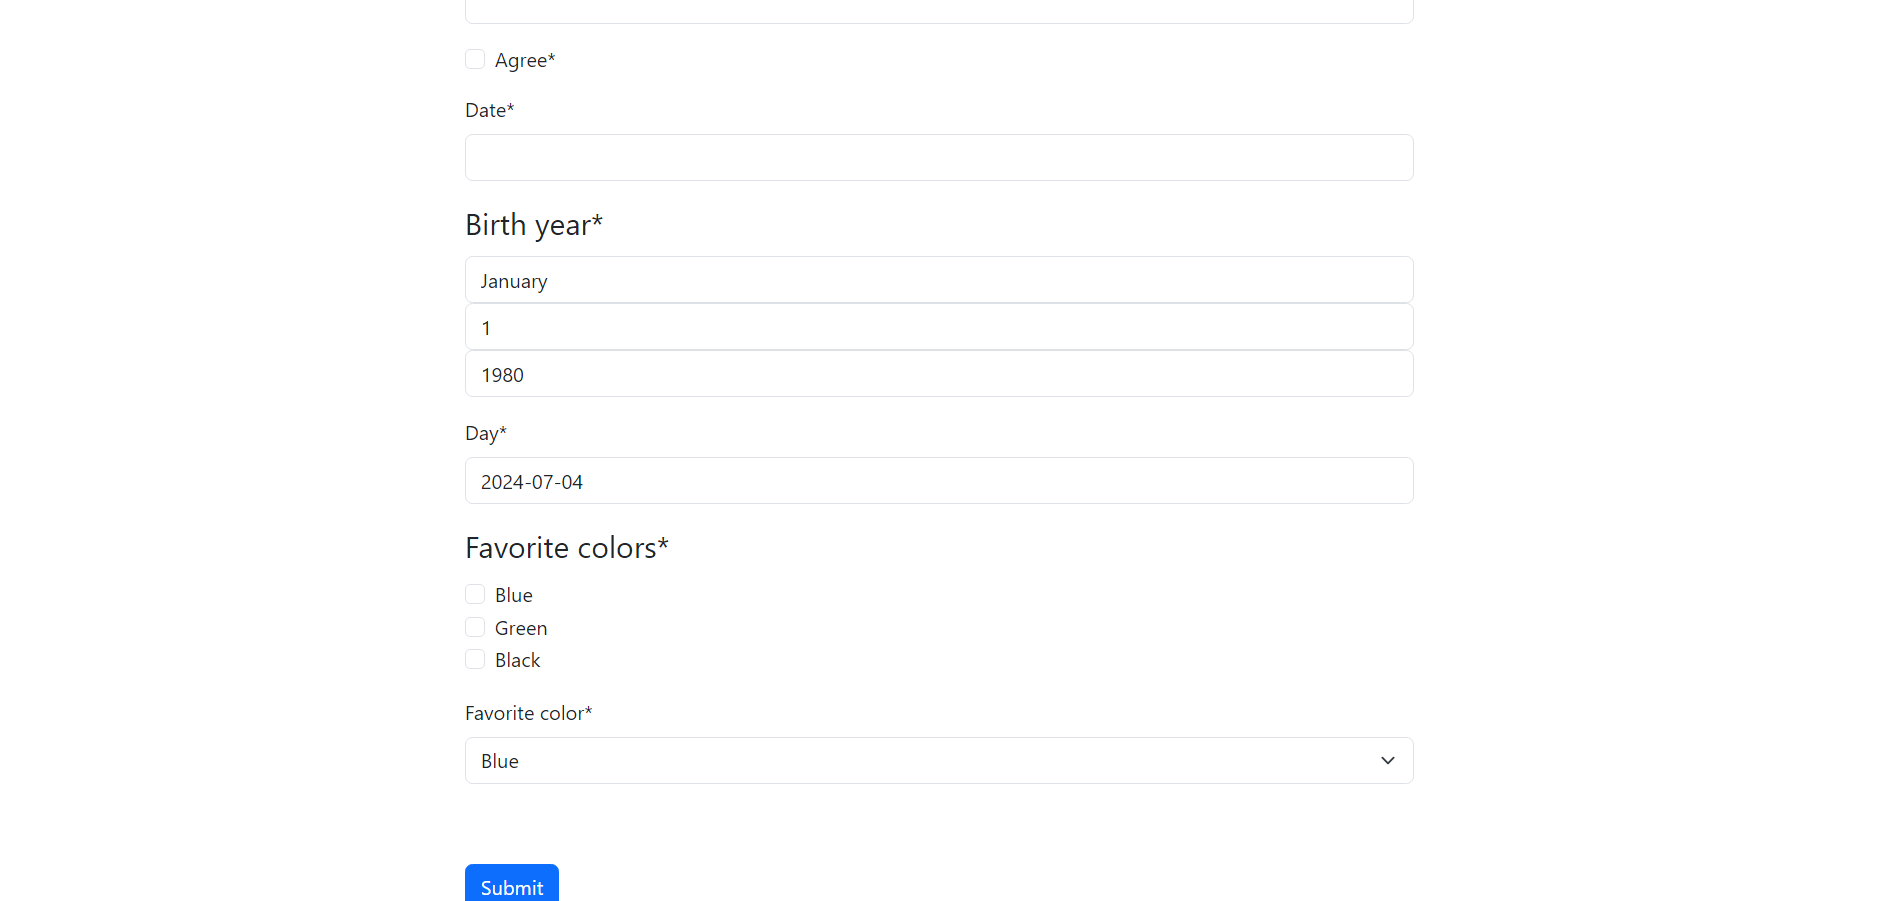 Agree*
Date*
Birth year*
January
1
1980
Day*
2024-07-04
Favorite colors*
Blue
Green
Black
Favorite color*
Blue
Submit